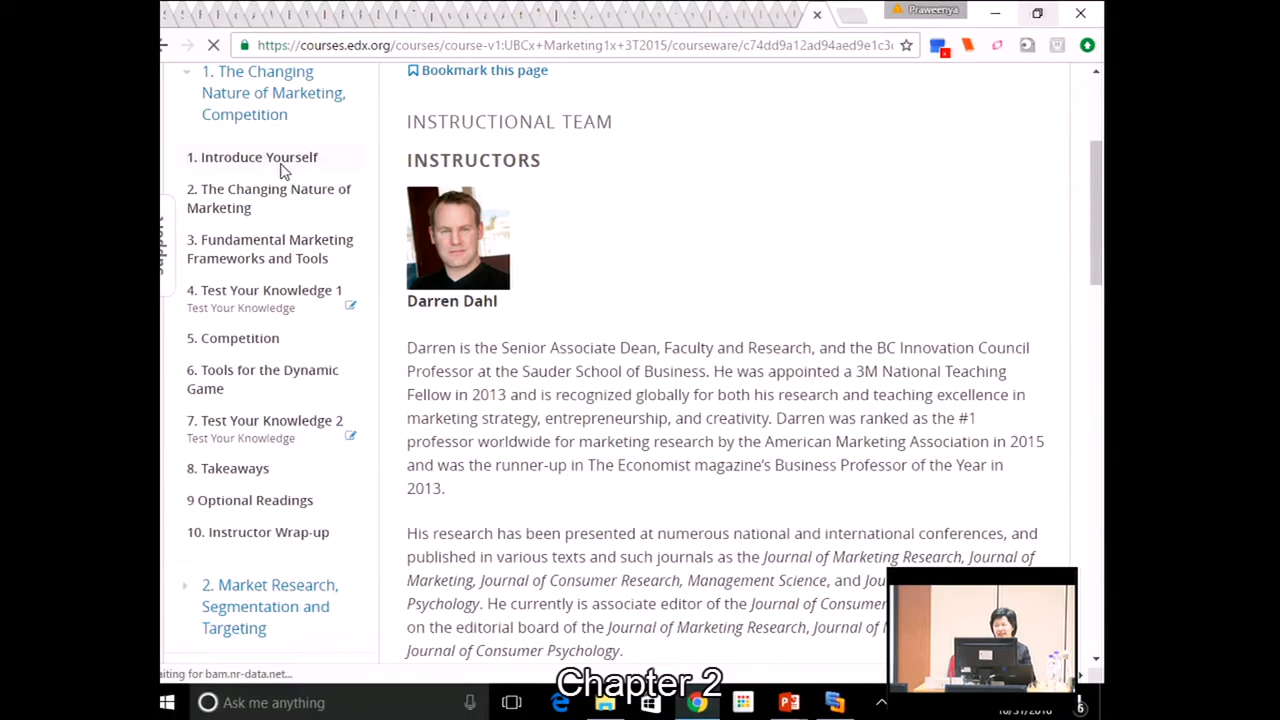 Praweenya
https://courses.edx.org/courses/course-v1:UBCx+Marketing1x+3T2015/courseware/c74dd9a12ad94aed9e1c3
1. The Changing
Nature of Marketing,
Competition
1. Introduce Yourself
2. The Changing Nature of
Marketing
3. Fundamental Marketing
Frameworks and Tools
4. Test Your Knowledge 1
Test Your Knowledge
5. Competition
6. Tools for the Dynamic
Game
7. Test Your Knowledge 2
Test Your Knowledge
8. Takeaways
9 Optional Readings
10. Instructor Wrap-up
2. Market Research,
Segmentation and
Targeting
Support
Bookmark this page
INSTRUCTIONAL TEAM
INSTRUCTORS
Darren Dahl
Darren is the Senior Associate Dean, Faculty and Research, and the BC Innovation Council
Professor at the Sauder School of Business. He was appointed a 3M National Teaching
Fellow in 2013 and is recognized globally for both his research and teaching excellence in
marketing strategy, entrepreneurship, and creativity. Darren was ranked as the #1
professor worldwide for marketing research by the American Marketing Association in 2015
and was the runner-up in The Economist magazine's Business Professor of the Year in
2013.
His research has been presented at numerous national and international conferences, and
published in various texts and such journals as the Journal of Marketing Research, Journal of
Marketing, Journal of Consumer Research, Management Science, and
Psychology. He currently is associate editor of the Journal of Consumer
on the editorial board of the Journal of Marketing Research, Journal of
Journal of Consumer Psychology.
aiting for bam.nr-data.net...
Chapter 2
Ask me anything